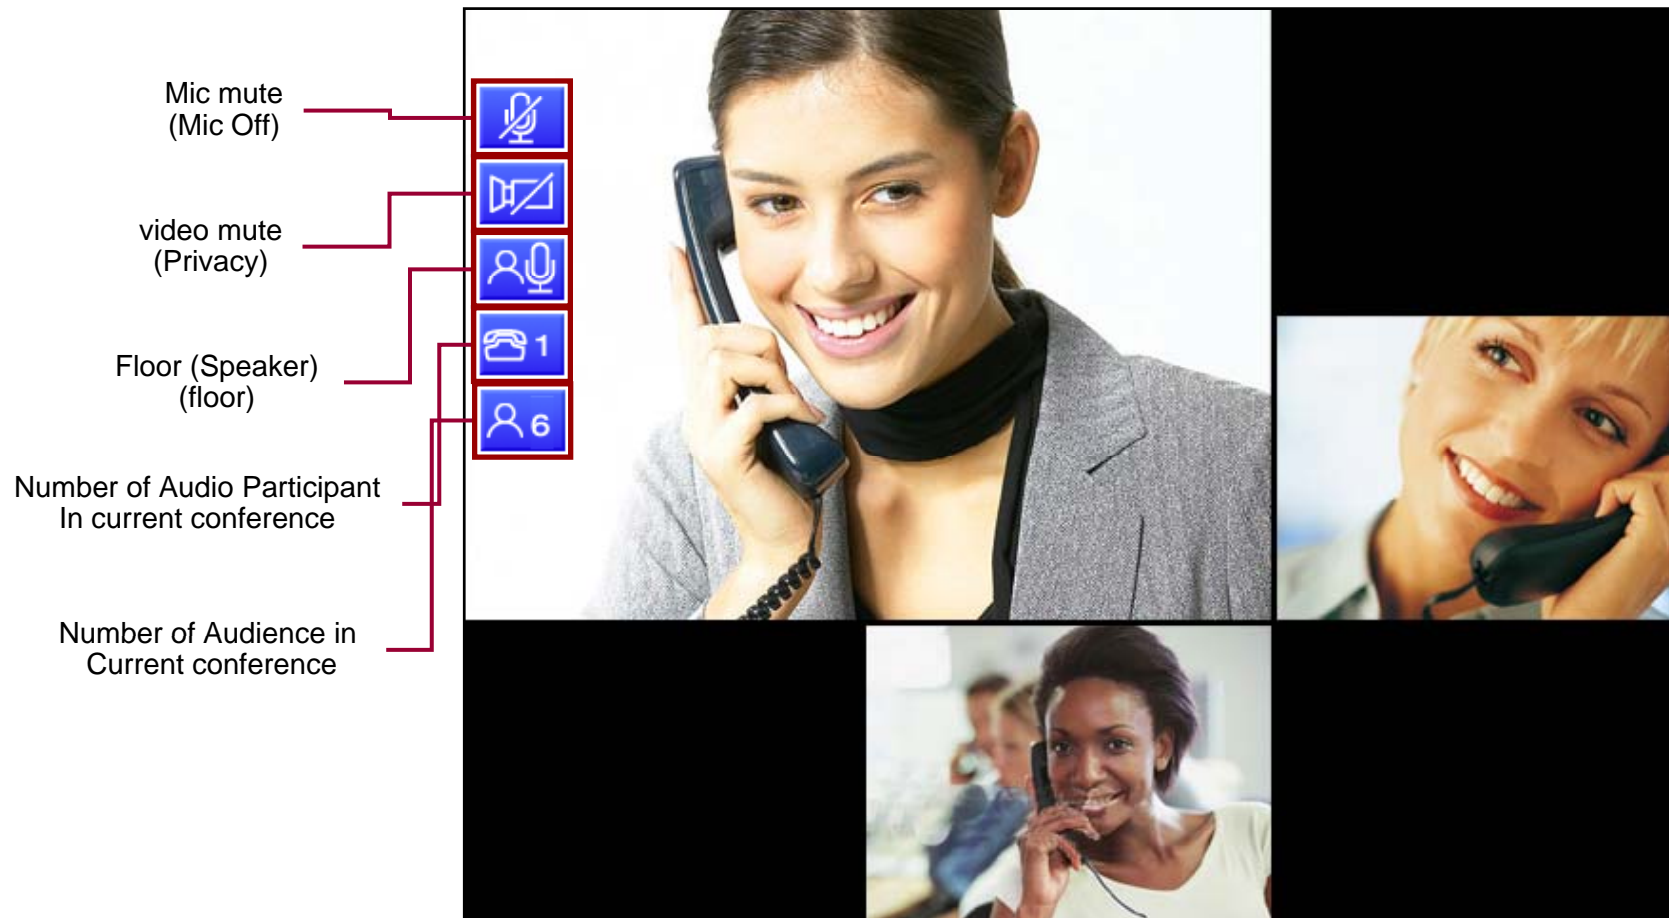 Mic mute
(Mic Off)
video mute
(Privacy)
Floor (Speaker)
(floor)
1
6
Number of Audio Participant
In current conference
Number of Audience in
Current conference